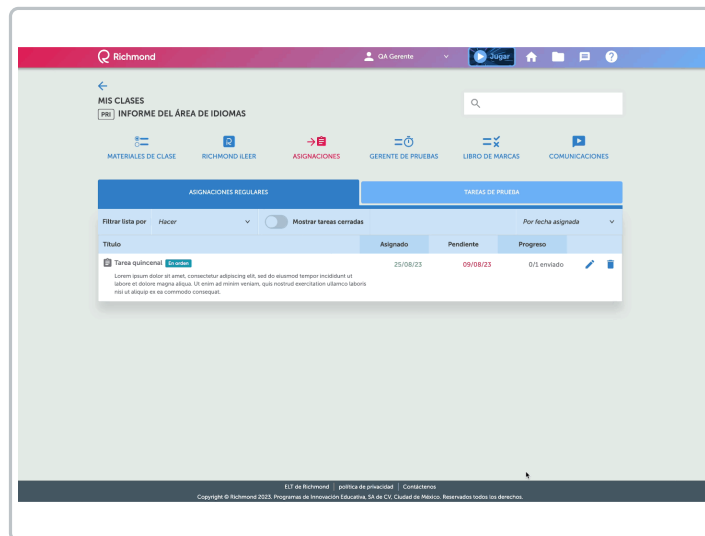 Richmond
QA Gerente
Jugar
MIS CLASES
PRI INFORME DEL ÁREA DE IDIOMAS
MATERIALES DE CLASE
RICHMOND iLEER
ASIGNACIONES
GERENTE DE PRUEBAS
LIBRO DE MARCAS
COMUNICACIONES
ASIGNACIONES REGULARES
TAREAS DE PRUEBA
Filtrar lista por Hacer
Mostrar tareas cerradas
Por fecha asignada
Título Asignado Pendiente Progreso
Tarea quincenal En orden 25/08/23 09/08/23 0/1 enviado
Lorem ipsum dolor sit amet, consectetur adipiscing elit, sed do eiusmod tempor incididunt ut
labore et dolore magna aliqua. Ut enim ad minim veniam, quis nostrud exercitation ullamco laboris
nisi ut aliquip ex ea commodo consequat.
ELT de Richmond | política de privacidad | Contáctenos
Copyright © Richmond 2023. Programas de Innovación Educativa, SA de CV, Ciudad de México. Reservados todos los derechos.